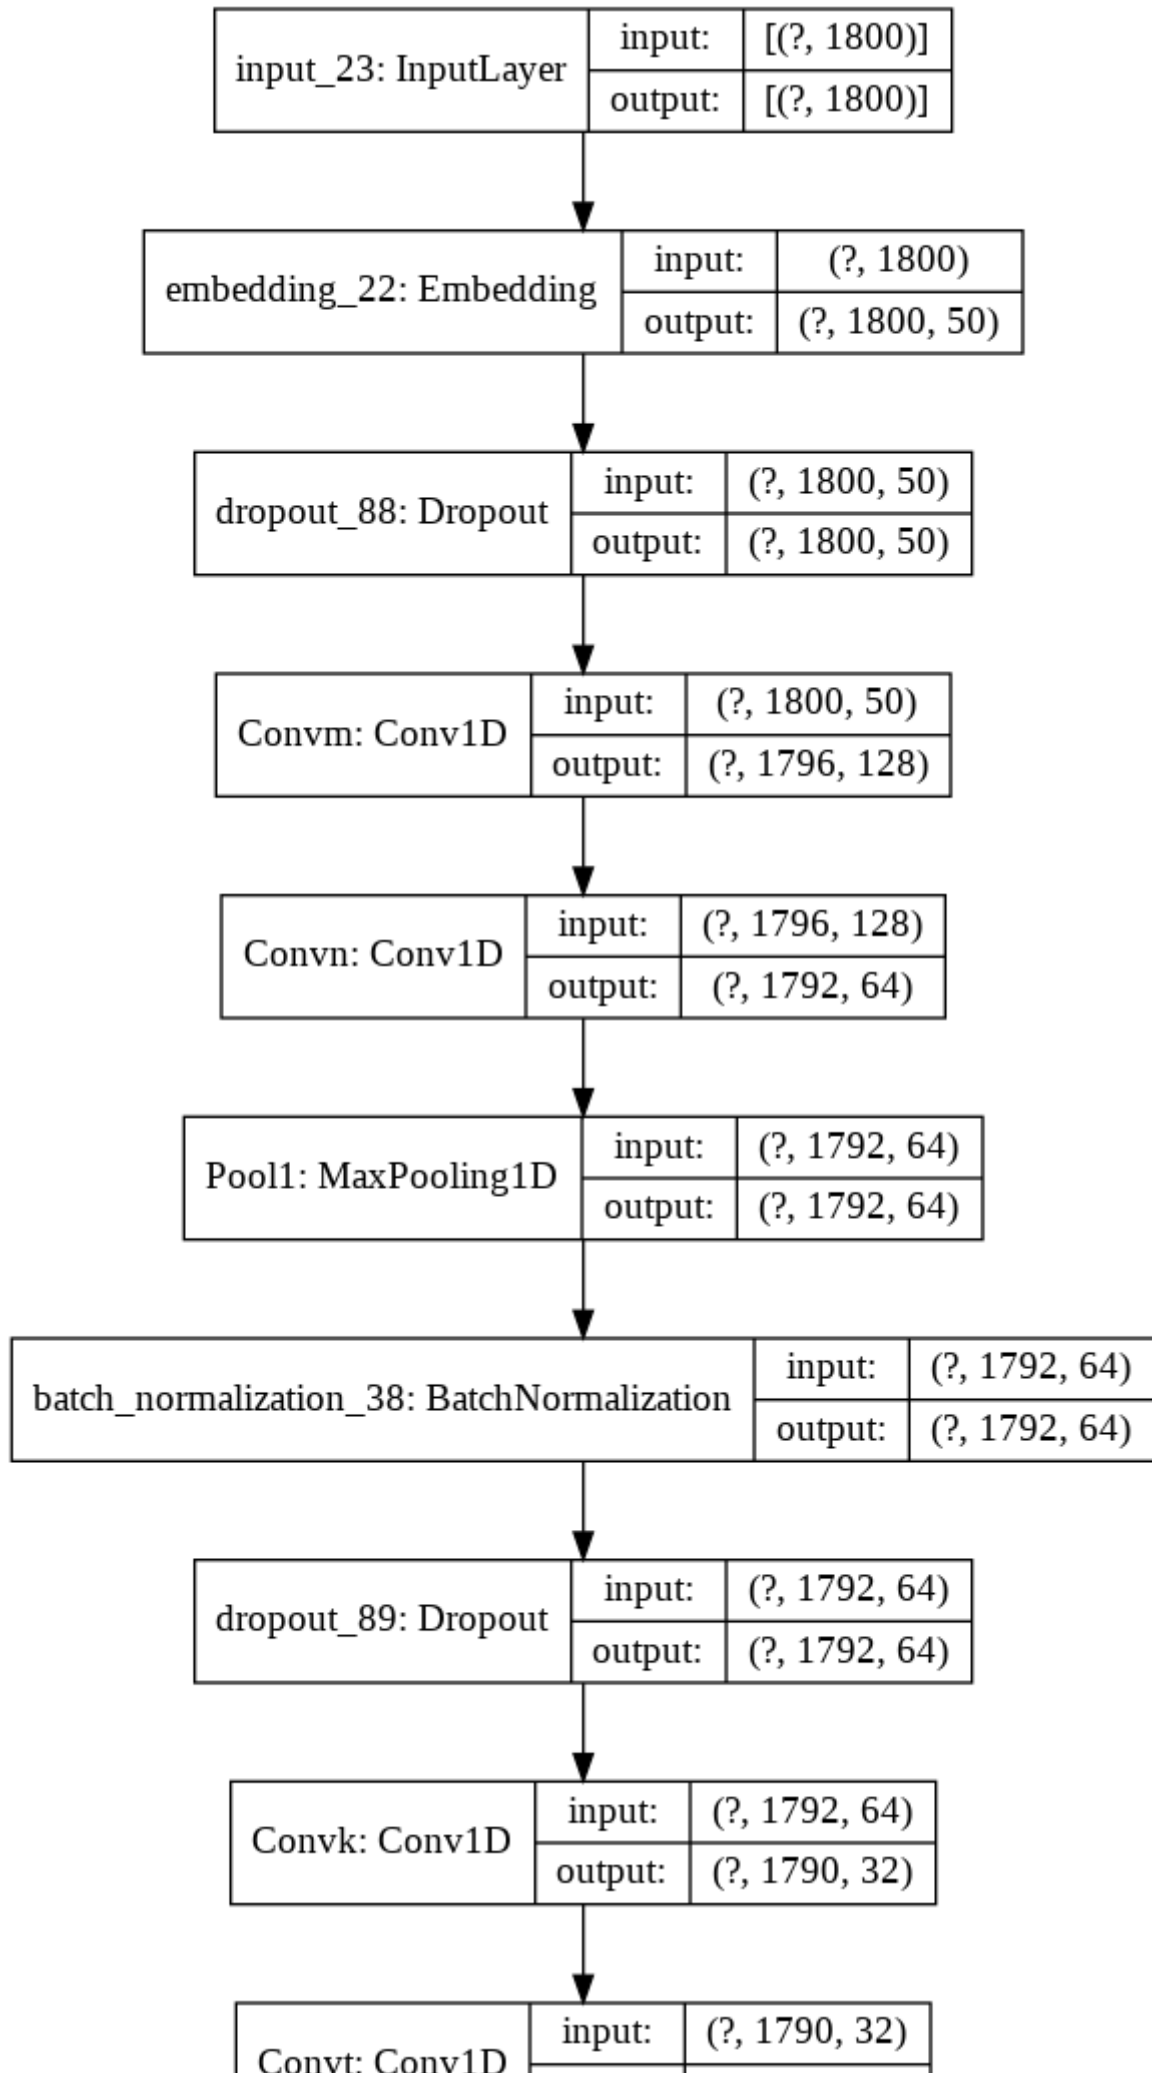 input_23: InputLayer
input: [(?, 1800)]
output: [(?, 1800)]
embedding_22: Embedding
input: (?, 1800)
output: (?, 1800, 50)
dropout_88: Dropout
input: (?, 1800, 50)
output: (?, 1800, 50)
Convm: Conv1D
input: (?, 1800, 50)
output: (?, 1796, 128)
Convn: Conv1D
input: (?, 1796, 128)
output: (?, 1792, 64)
Pool1: MaxPooling1D
input: (?, 1792, 64)
output: (?, 1792, 64)
batch_normalization_38: BatchNormalization
input: (?, 1792, 64)
output: (?, 1792, 64)
dropout_89: Dropout
input: (?, 1792, 64)
output: (?, 1792, 64)
Convk: Conv1D
input: (?, 1792, 64)
output: (?, 1790, 32)
Convt: Conv1D
input: (?, 1790, 32)